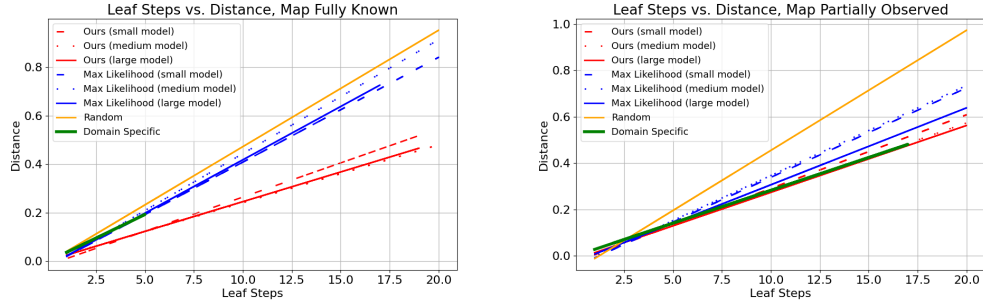 Leaf Steps vs. Distance, Map Fully Known
Ours (small model)
Ours (medium model)
Ours (large model)
Max Likelihood (small model)
Max Likelihood (medium model)
Max Likelihood (large model)
Random
Domain Specific
Distance
0.8
0.6
0.4
0.2
0.0
2.5 5.0 7.5 10.0 12.5 15.0 17.5 20.0
Leaf Steps
Leaf Steps vs. Distance, Map Partially Observed
Ours (small model)
Ours (medium model)
Ours (large model)
Max Likelihood (small model)
Max Likelihood (medium model)
Max Likelihood (large model)
Random
Domain Specific
Distance
1.0
0.8
0.6
0.4
0.2
0.0
2.5 5.0 7.5 10.0 12.5 15.0 17.5 20.0
Leaf Steps